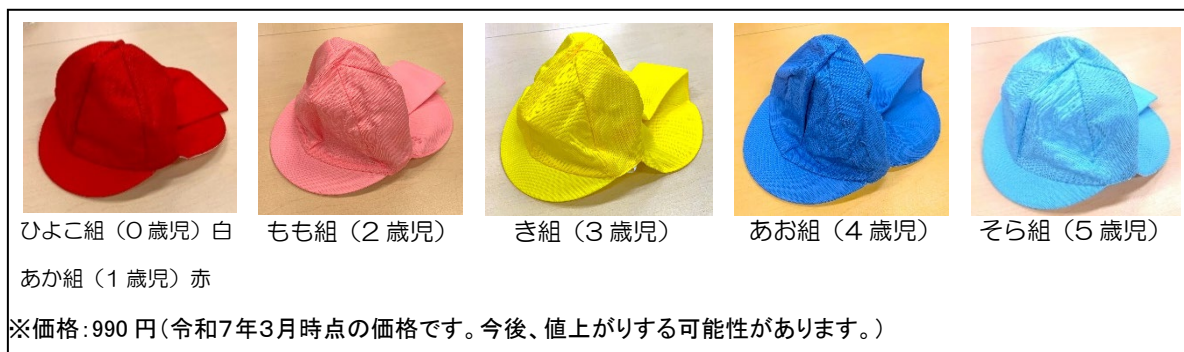 ひよこ組（０歳児）白
もも組（２歳児）
き組（３歳児）
あお組（４歳児）
そら組（５歳児）
あか組（１歳児）赤
※価格：990円（令和７年３月時点の価格です。今後、値上がりする可能性があります。）